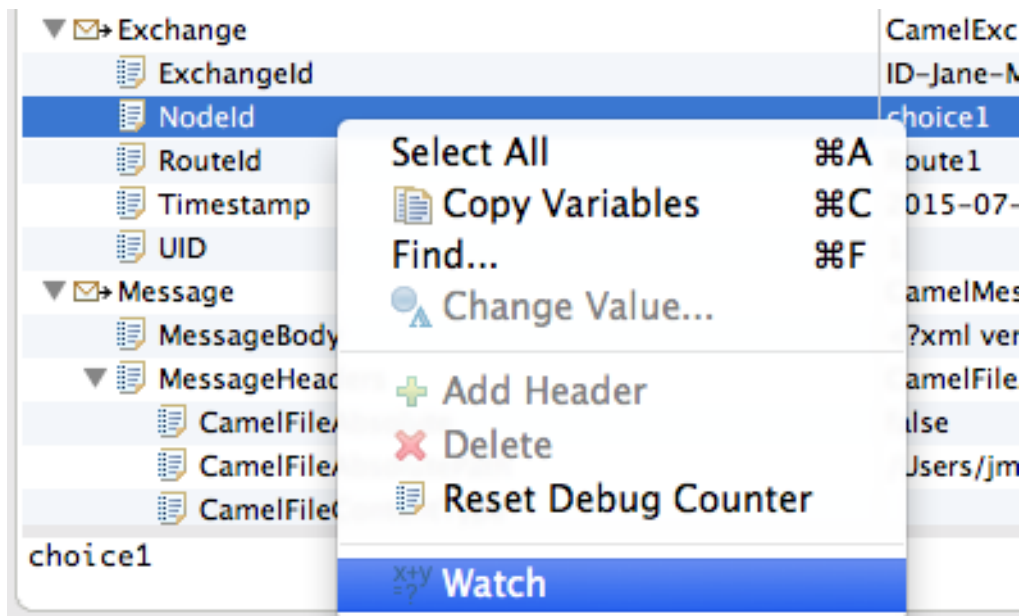 Exchange CamelExc
ExchangeId ID-Jane-M
NodeId choice1
RouteId oute1
Timestamp 015-07-
UID
Message amelMes
MessageBody ?xml ver
MessageHead amelFile
CamelFile alse
CamelFile Users/jm
CamelFile
choice1
Select All ⌘A
Copy Variables ⌘C
Find... ⌘F
Change Value...
Add Header
Delete
Reset Debug Counter
x+y
=?
Watch